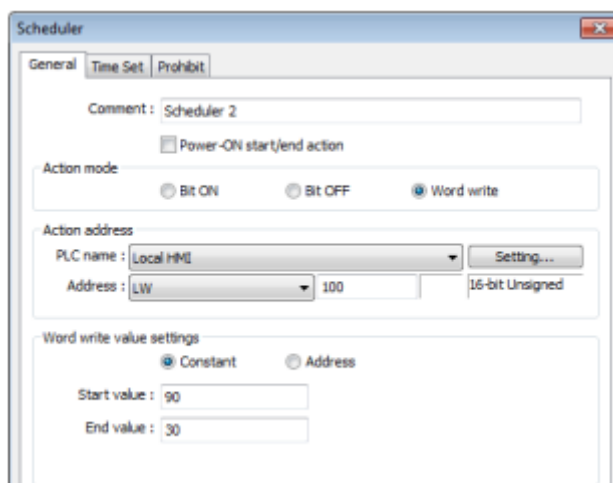 Scheduler
General Time Set Prohibit
Comment : Scheduler 2
Power-ON start/end action
Action mode
Bit ON Bit OFF Word write
Action address
PLC name : Local HMI Setting...
Address : LW 100 16-bit Unsigned
Word write value settings
Constant Address
Start value : 90
End value : 30